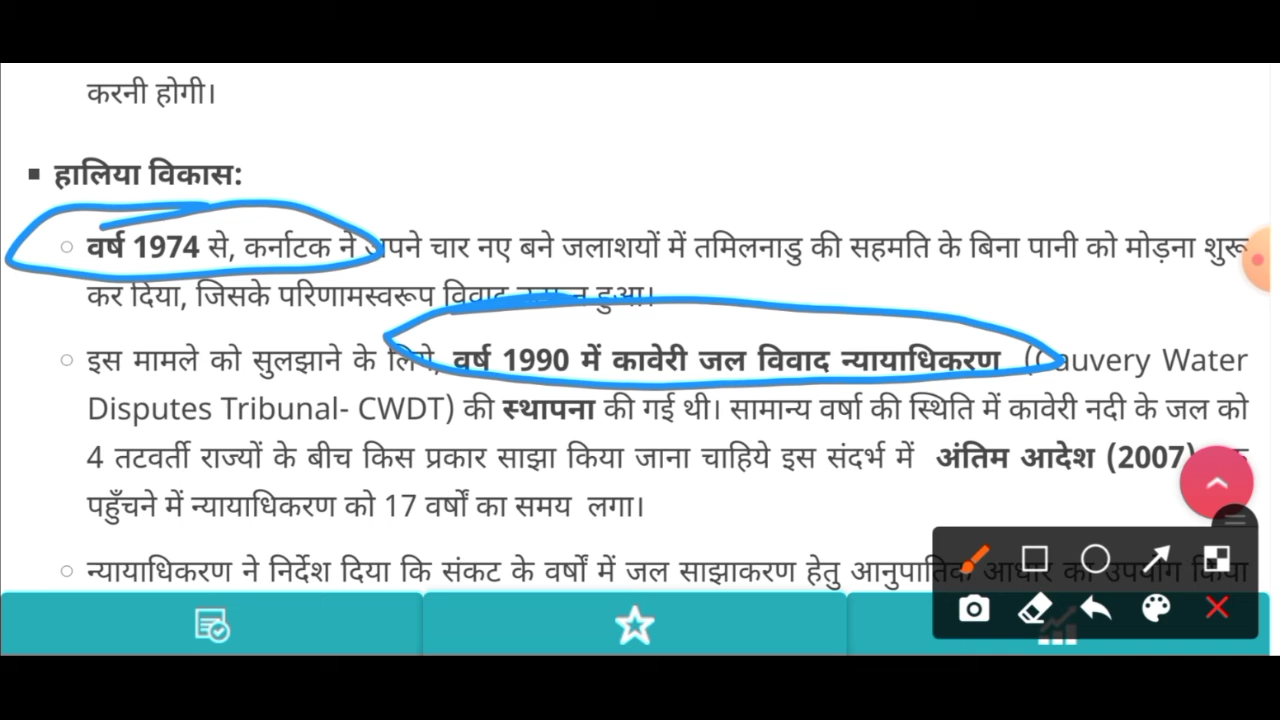 करनी होगी।
हालिया विकास:
वर्ष 1974 से, कर्नाटक ने अपने चार नए बने जलाशयों में तमिलनाडु की सहमति के बिना पानी को मोड़ना शुरू
कर दिया, जिसके परिणामस्वरूप विवाद हुआ।
इस मामले को सुलझाने के लिये, वर्ष 1990 में कावेरी जल विवाद न्यायाधिकरण (Cauvery Water
Disputes Tribunal- CWDT) की स्थापना की गई थी। सामान्य वर्षा की स्थिति में कावेरी नदी के जल को
4 तटवर्ती राज्यों के बीच किस प्रकार साझा किया जाना चाहिये इस संदर्भ में अंतिम आदेश (2007)
पहुँचने में न्यायाधिकरण को 17 वर्षों का समय लगा।
न्यायाधिकरण ने निर्देश दिया कि संकट के वर्षों में जल साझाकरण हेतु आनुपातिक आधार का उपयोग किया